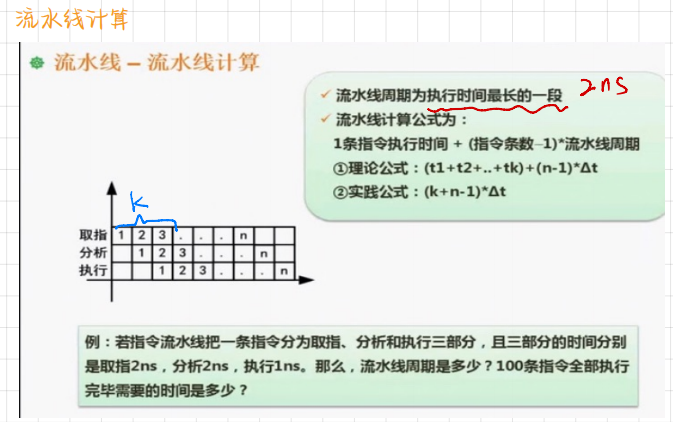 流水线计算
流水线 – 流水线计算
✓ 流水线周期为执行时间最长的一段 2ns
✓ 流水线计算公式为：
1条指令执行时间 + (指令条数–1)*流水线周期
①理论公式：(t1+t2+..+tk)+(n-1)*Δt
②实践公式：(k+n-1)*Δt
K
取指 1 2 3 . . . n
分析 1 2 3 . . . n
执行 1 2 3 . . . n
例：若指令流水线把一条指令分为取指、分析和执行三部分，且三部分的时间分别
是取指2ns，分析2ns，执行1ns。那么，流水线周期是多少？100条指令全部执行
完毕需要的时间是多少？